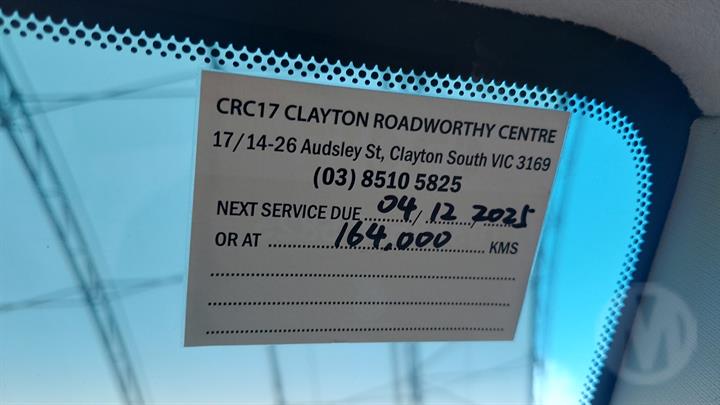 CRC17 CLAYTON ROADWORTHY CENTRE
17/14-26 Audsley St, Clayton South VIC 3169
(03) 8510 5825
NEXT SERVICE DUE 04/12/2025
OR AT 164,000 KMS
M